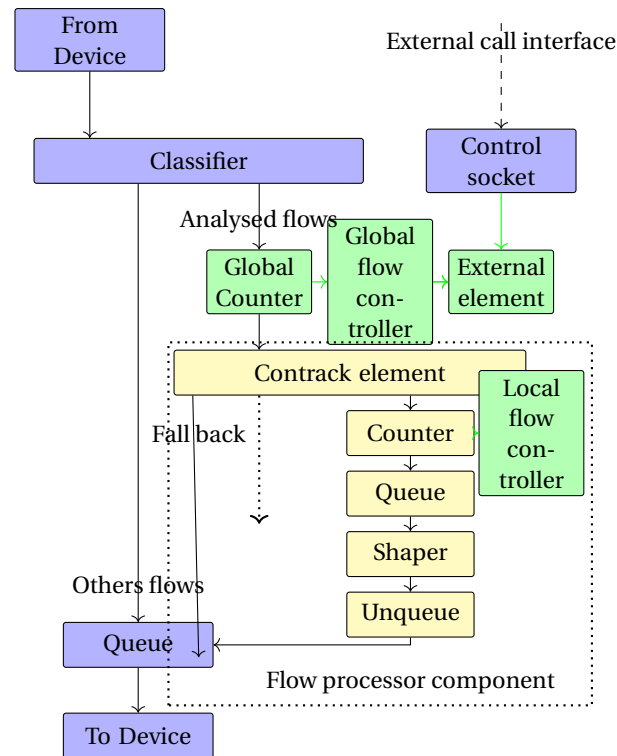 From
Device
External call interface
Classifier
Control
socket
Analysed flows
Global
Counter
Global
flow
con-
troller
External
element
Contrack element
Local
flow
con-
troller
Fall back
Counter
Queue
Shaper
Others flows
Unqueue
Queue
Flow processor component
To Device